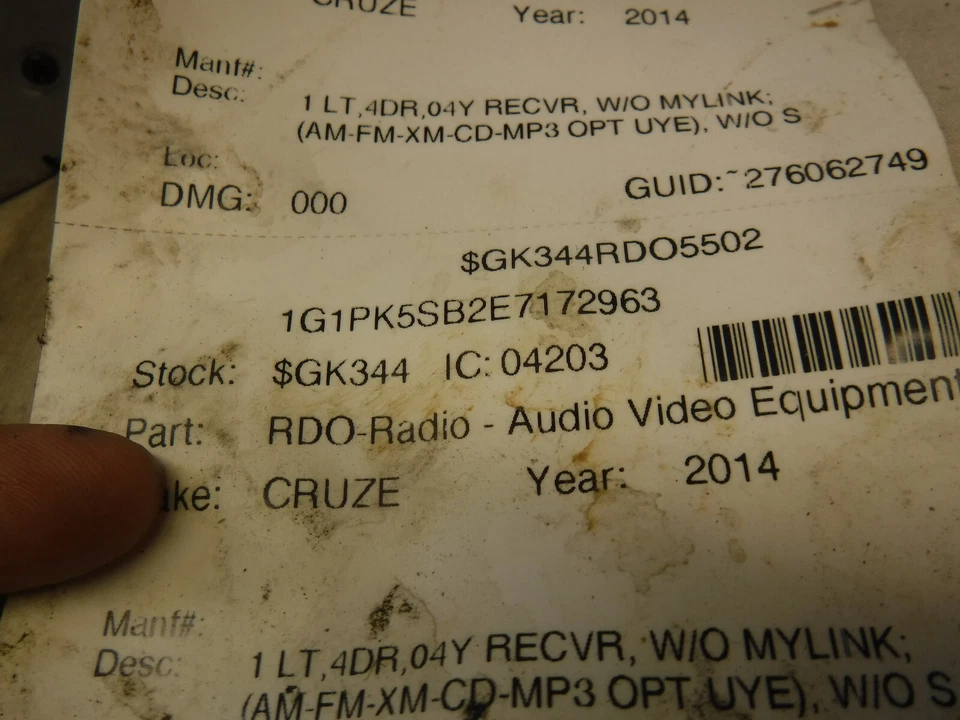 CRUZE Year: 2014
Manf#:
Desc: 1 LT,4DR,04Y RECVR, W/O MYLINK;
(AM-FM-XM-CD-MP3 OPT UYE), W/O S
Loc:
DMG: 000 GUID:~276062749
$GK344RDO5502
1G1PK5SB2E7172963
Stock: $GK344 IC: 04203
Part: RDO-Radio - Audio Video Equipment
ake: CRUZE Year: 2014
Manf#:
Desc: 1 LT,4DR,04Y RECVR, W/O MYLINK;
(AM-FM-XM-CD-MP3 OPT UYE), W/O S